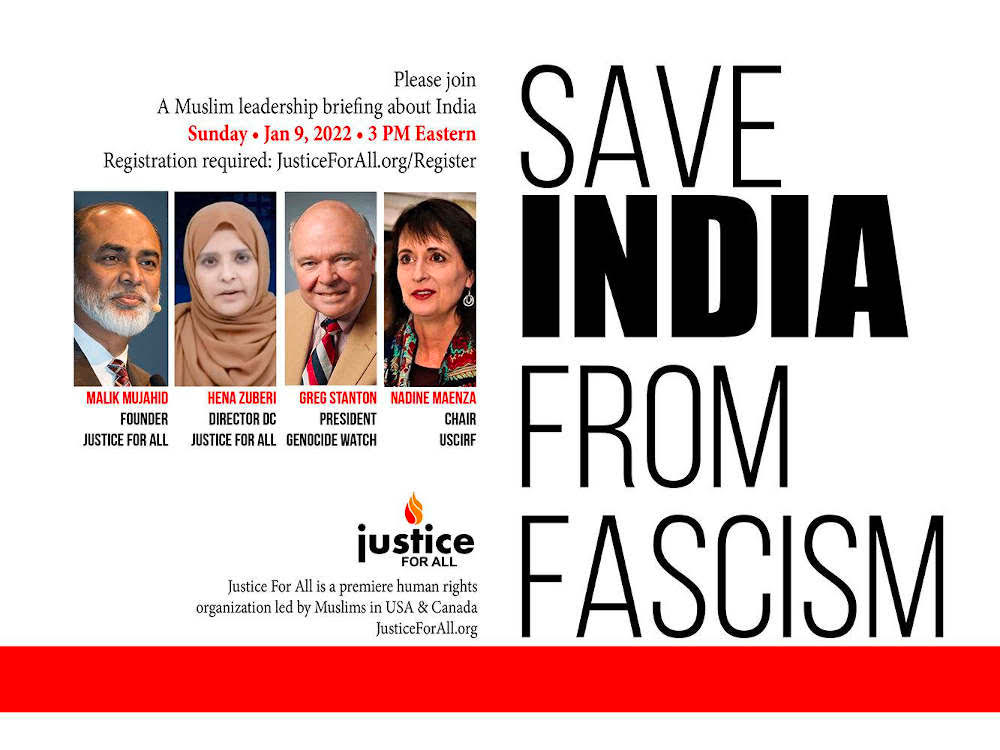 Please join
A Muslim leadership briefing about India
Sunday • Jan 9, 2022 • 3 PM Eastern
Registration required: JusticeForAll.org/Register
MALIK MUJAHID
FOUNDER
JUSTICE FOR ALL
HENA ZUBERI
DIRECTOR DC
JUSTICE FOR ALL
GREG STANTON
PRESIDENT
GENOCIDE WATCH
NADINE MAENZA
CHAIR
USCIRF
justice
FOR ALL
Justice For All is a premiere human rights
organization led by Muslims in USA & Canada
JusticeForAll.org
SAVE
INDIA
FROM
FASCISM